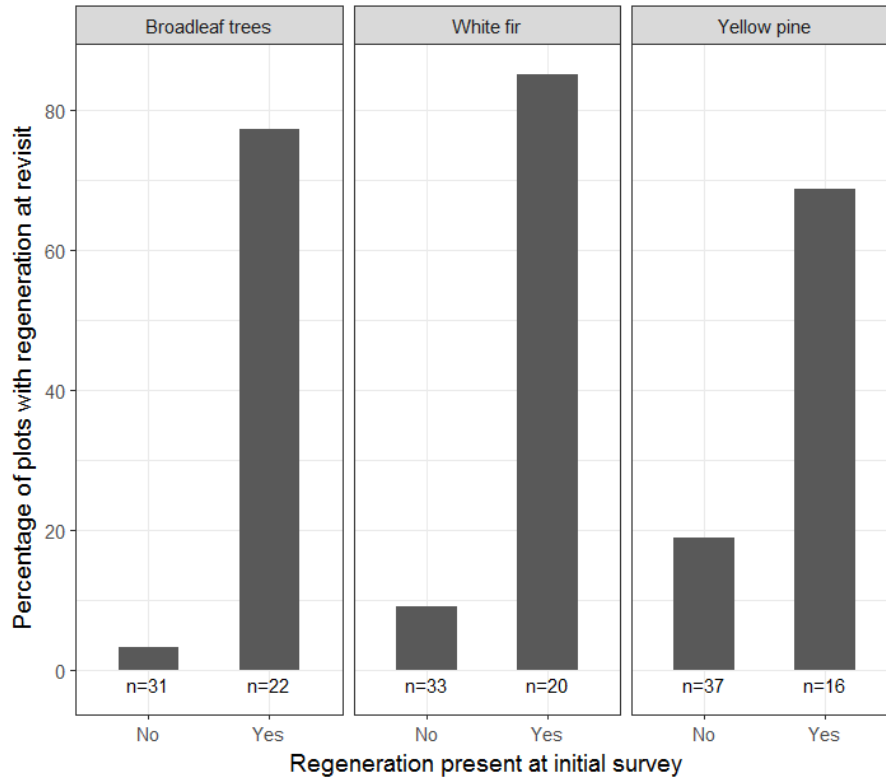 Broadleaf trees
White fir
Yellow pine
Percentage of plots with regeneration at revisit
80
60
40
20
0
n=31
n=22
n=33
n=20
n=37
n=16
No
Yes
No
Yes
No
Yes
Regeneration present at initial survey